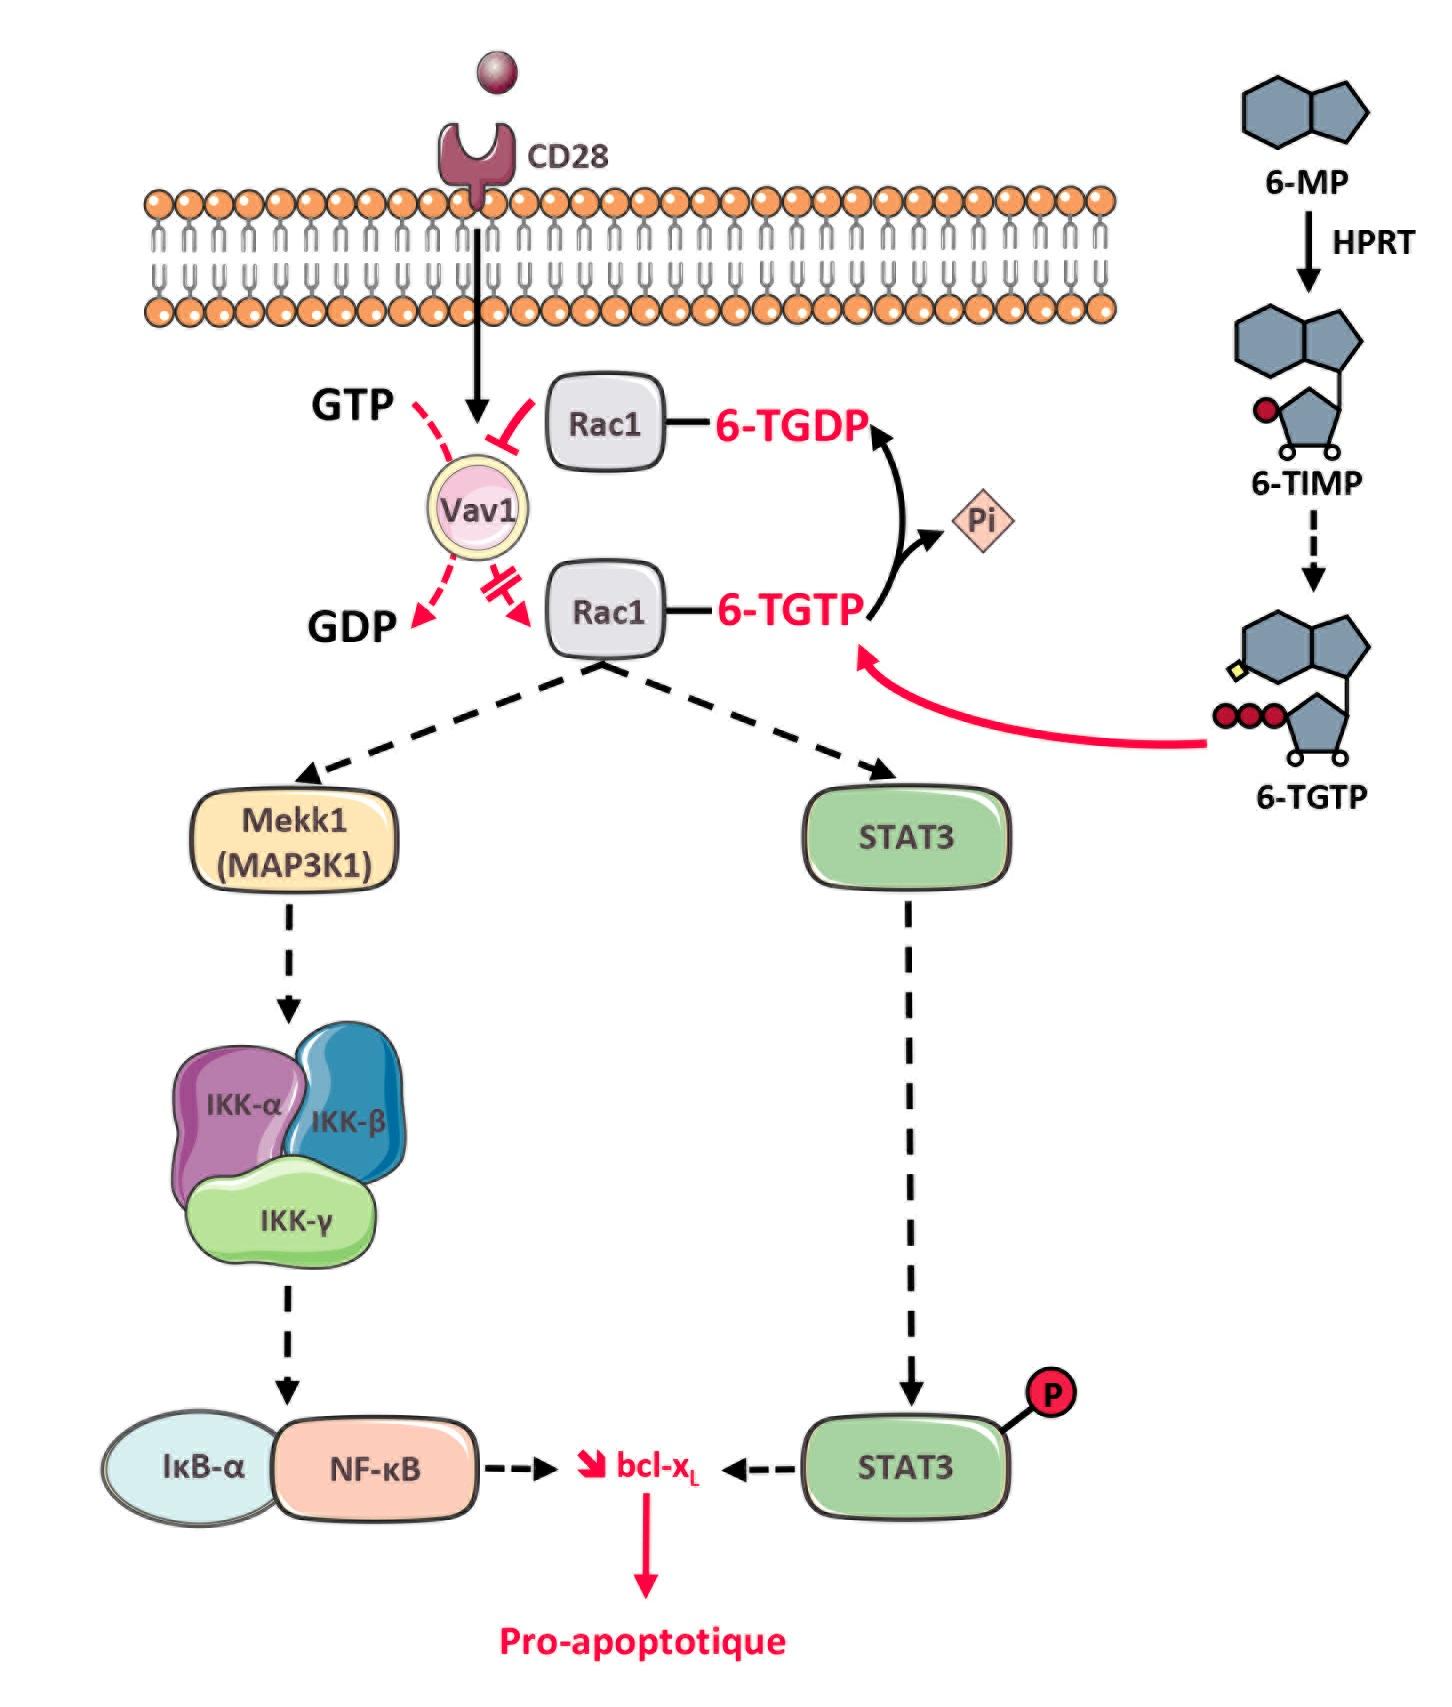 CD28
6-MP
HPRT
GTP
Rac1
6-TGDP
6-TIMP
Vav1
Pi
GDP
Rac1
6-TGTP
6-TGTP
Mekk1
(MAP3K1)
STAT3
IKK-α
IKK-β
IKK-γ
P
IκB-α
NF-κB
bcl-xL
STAT3
Pro-apoptotique